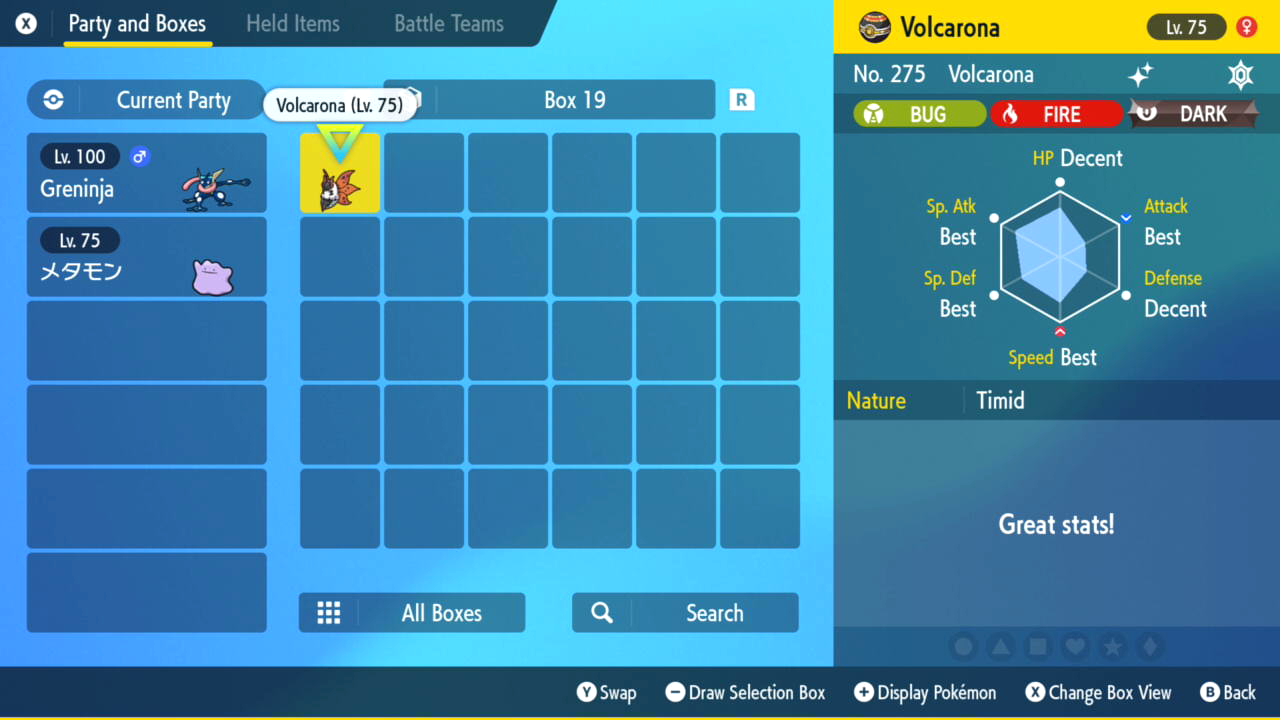 X Party and Boxes Held Items Battle Teams
Current Party
Volcarona (Lv. 75)
Box 19
R
Lv. 100 ♂
Greninja
Lv. 75
メタモン
All Boxes
Search
Volcarona Lv. 75 ♀
No. 275 Volcarona
BUG FIRE DARK
HP Decent
Sp. Atk
Best
Attack
Best
Sp. Def
Best
Defense
Decent
Speed Best
Nature Timid
Great stats!
Y Swap - Draw Selection Box + Display Pokémon X Change Box View B Back